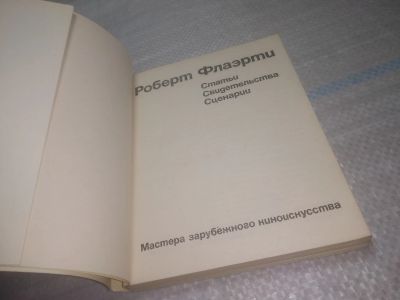 Роберт Флаэрти
Статьи
Свидетельства
Сценарии
Мастера зарубежного киноискусства